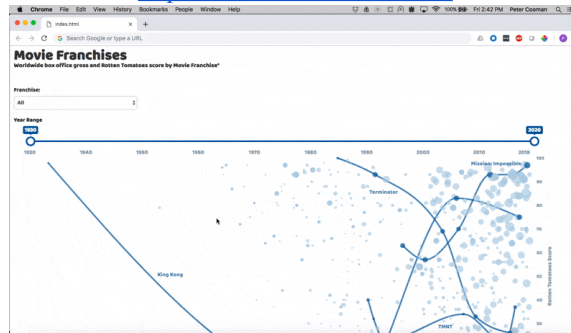 Chrome File Edit View History Bookmarks People Window Help 100% Fri 2:42 PM Peter Cooman
index.html
Search Google or type a URL
Movie Franchises
Worldwide box office gross and Rotten Tomatoes score by Movie Franchise*
Franchise:
All
Year Range
1930 2020
1930 1940 1950 1960 1970 1980 1990 2000 2010 2018
Mission: Impossible
100
90
Terminator
80
70
60
King Kong
50
40
TMNT
30
Rotten Tomatoes Score